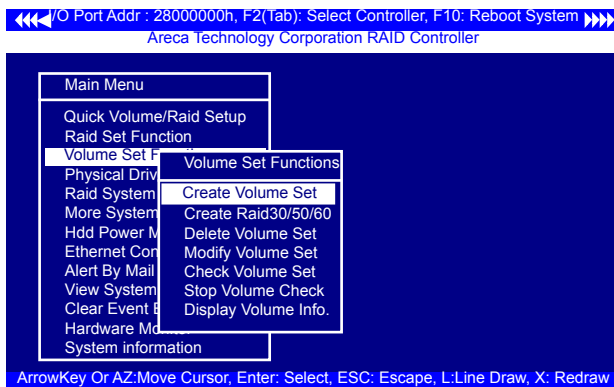 I/O Port Addr : 28000000h, F2(Tab): Select Controller, F10: Reboot System
Areca Technology Corporation RAID Controller
Main Menu
Quick Volume/Raid Setup
Raid Set Function
Volume Set F
Physical Driv
Raid System
More System
Hdd Power M
Ethernet Con
Alert By Mail
View System
Clear Event B
Hardware Monitor
System information
Volume Set Functions
Create Volume Set
Create Raid30/50/60
Delete Volume Set
Modify Volume Set
Check Volume Set
Stop Volume Check
Display Volume Info.
ArrowKey Or AZ:Move Cursor, Enter: Select, ESC: Escape, L:Line Draw, X: Redraw